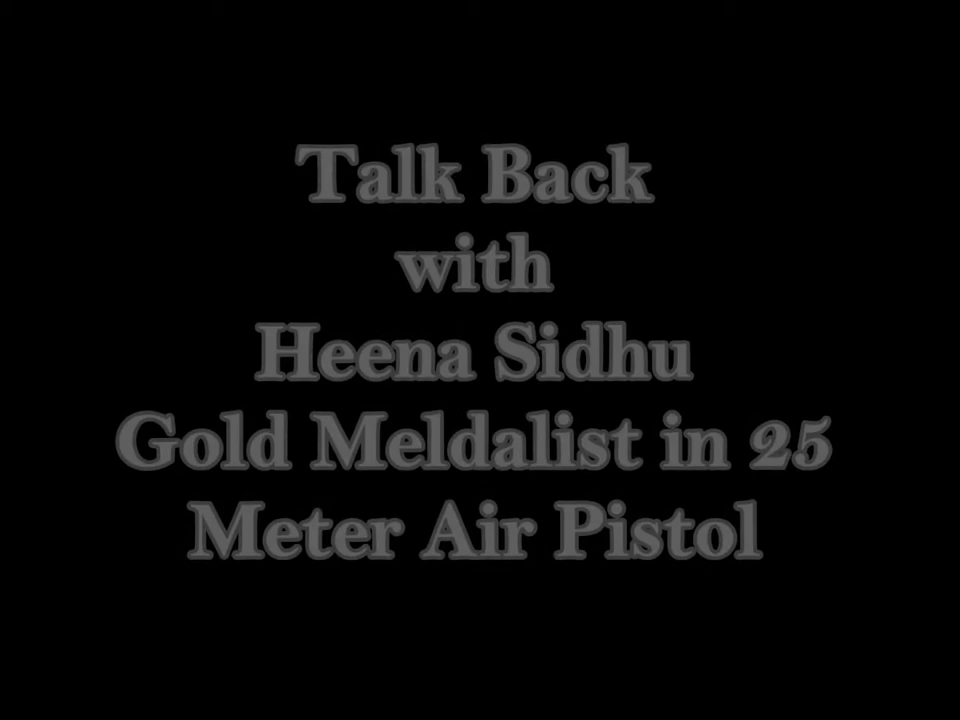 Talk Back
with
Heena Sidhu
Gold Meldalist in 25
Meter Air Pistol